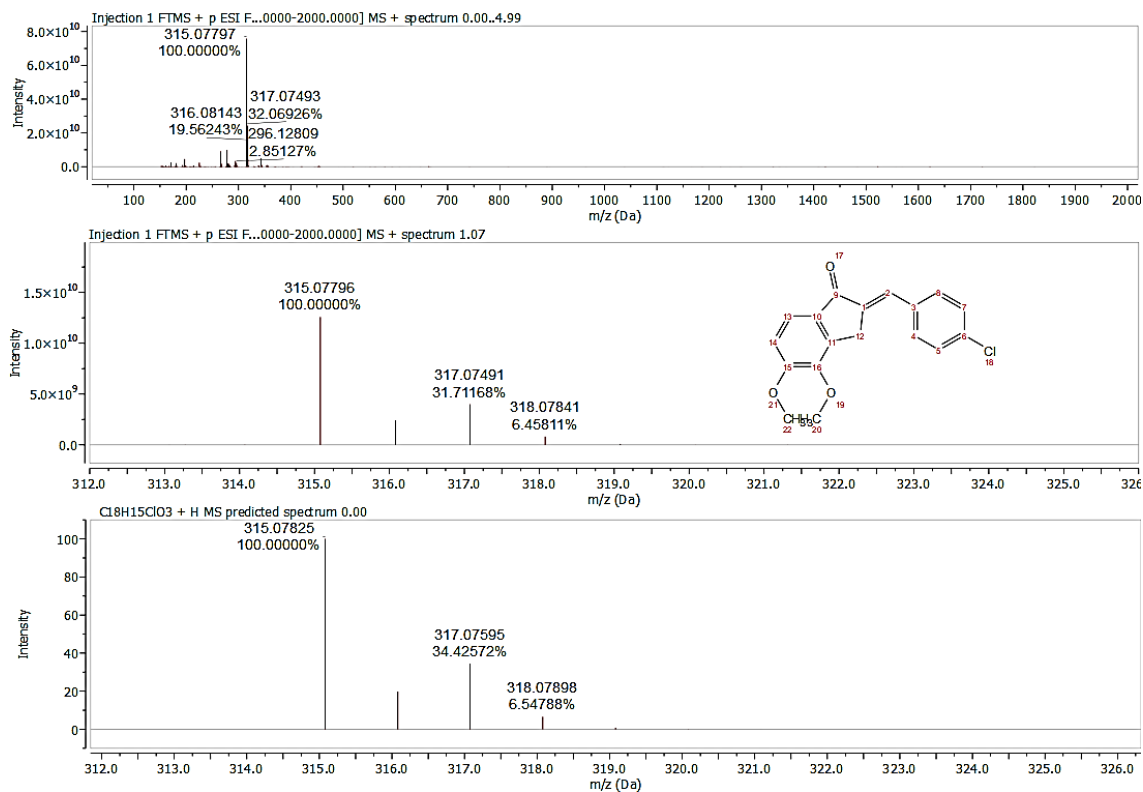 Injection 1 FTMS + p ESI F...0000-2000.0000] MS + spectrum 0.00..4.99
8.0×10¹⁰
6.0×10¹⁰
4.0×10¹⁰
2.0×10¹⁰
0.0
Intensity
315.07797
100.00000%
317.07493
32.06926%
316.08143
19.56243%
296.12809
2.85127%
100 200 300 400 500 600 700 800 900 1000 1100 1200 1300 1400 1500 1600 1700 1800 1900 2000
m/z (Da)
Injection 1 FTMS + p ESI F...0000-2000.0000] MS + spectrum 1.07
1.5×10¹⁰
1.0×10¹⁰
5.0×10⁹
0.0
Intensity
315.07796
100.00000%
317.07491
31.71168%
318.07841
6.45811%
O 17
9 1 2 8 7
13 10 3
14 11 12 4 6
5 Cl
18
15 16
O O
21 19
CH₃ H₃C
22 20
312.0 313.0 314.0 315.0 316.0 317.0 318.0 319.0 320.0 321.0 322.0 323.0 324.0 325.0 326
m/z (Da)
C18H15ClO3 + H MS predicted spectrum 0.00
100
80
60
40
20
0
Intensity
315.07825
100.00000%
317.07595
34.42572%
318.07898
6.54788%
312.0 313.0 314.0 315.0 316.0 317.0 318.0 319.0 320.0 321.0 322.0 323.0 324.0 325.0 326.0
m/z (Da)